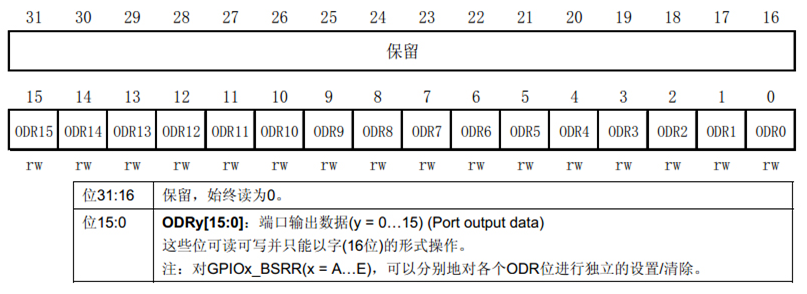 31 30 29 28 27 26 25 24 23 22 21 20 19 18 17 16
保留
15 14 13 12 11 10 9 8 7 6 5 4 3 2 1 0
ODR15 ODR14 ODR13 ODR12 ODR11 ODR10 ODR9 ODR8 ODR7 ODR6 ODR5 ODR4 ODR3 ODR2 ODR1 ODR0
rw rw rw rw rw rw rw rw rw rw rw rw rw rw rw rw
位31:16 保留，始终读为0。
位15:0 ODRy[15:0]：端口输出数据(y = 0…15) (Port output data)
这些位可读可写并只能以字(16位)的形式操作。
注：对GPIOx_BSRR(x = A…E)，可以分别地对各个ODR位进行独立的设置/清除。